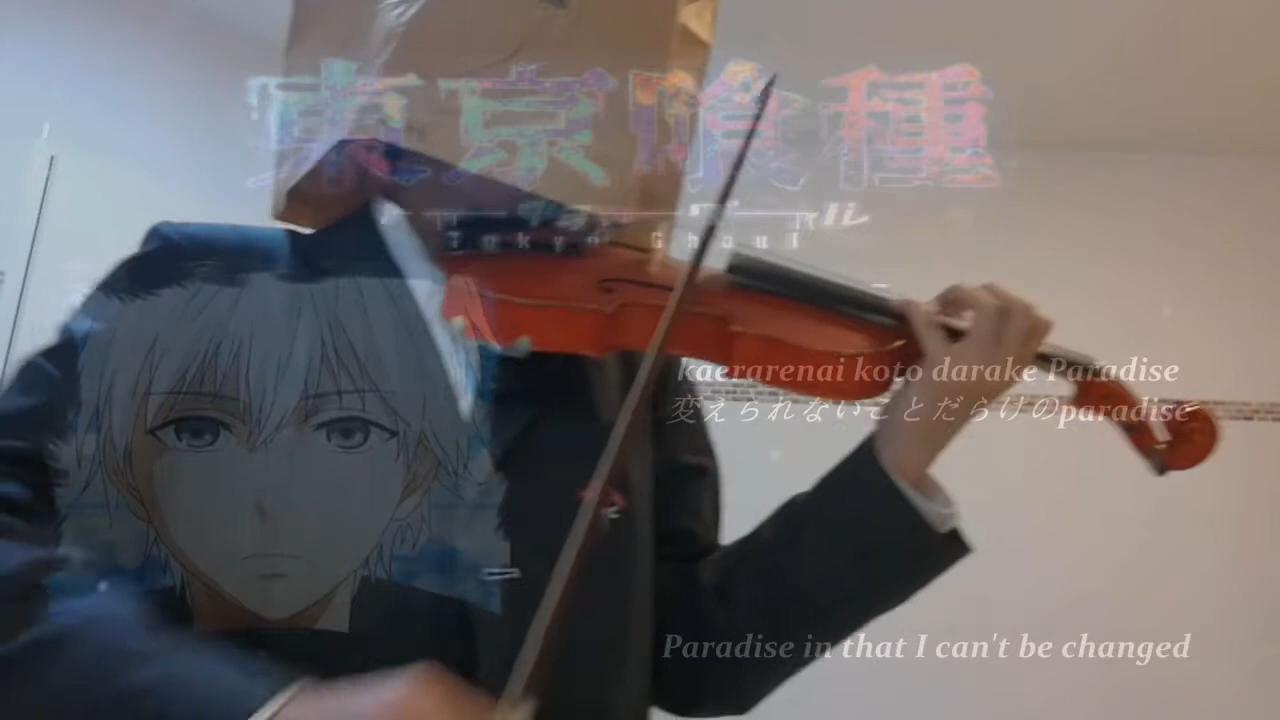 東京喰種
Tokyo Ghoul
kaerarenai koto darake Paradise
変えられないことだらけのparadise
Paradise in that I can't be changed